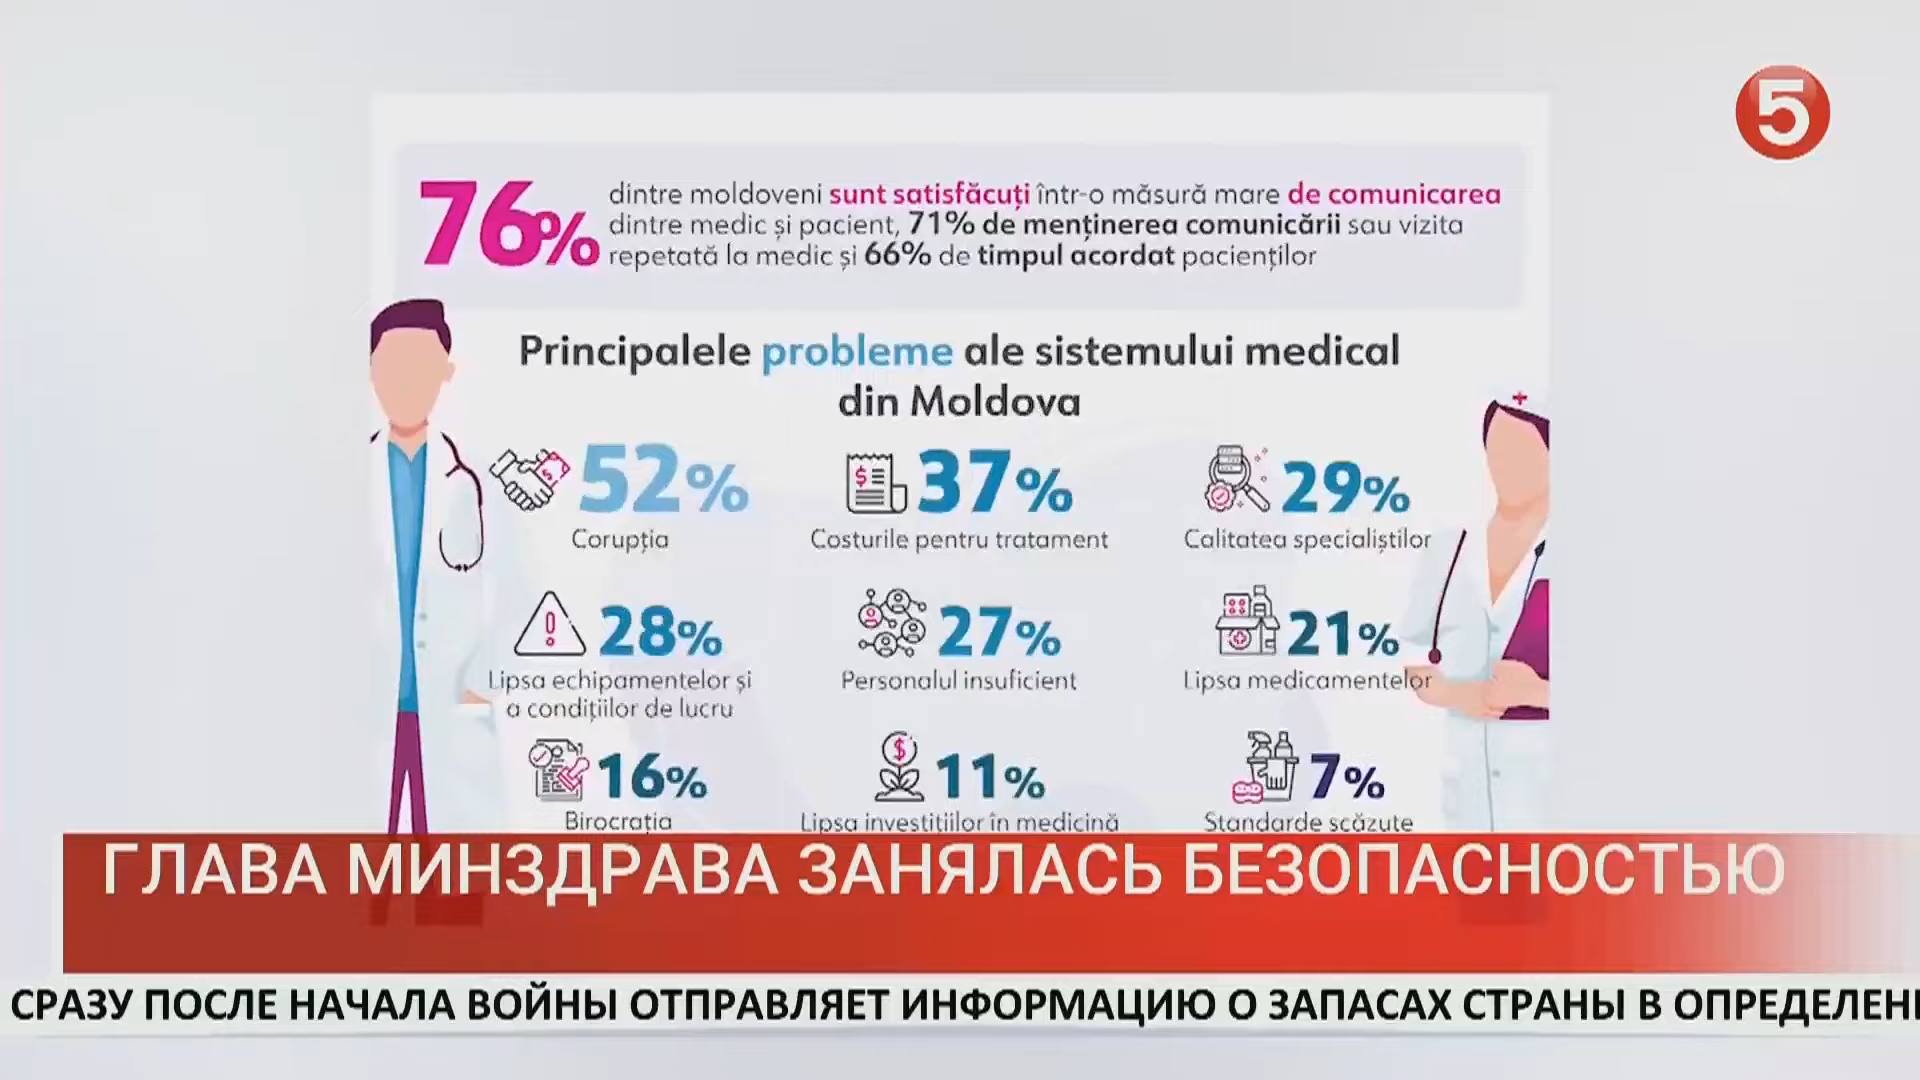 5
76%
dintre moldoveni sunt satisfăcuți într-o măsură mare de comunicarea
dintre medic și pacient, 71% de menținerea comunicării sau vizita
repetată la medic și 66% de timpul acordat pacienților
Principalele probleme ale sistemului medical
din Moldova
52%
Corupția
37%
Costurile pentru tratament
29%
Calitatea specialiștilor
28%
Lipsa echipamentelor și
a condițiilor de lucru
27%
Personalul insuficient
21%
Lipsa medicamentelor
16%
Birocrația
11%
Lipsa investițiilor în medicină
7%
Standarde scăzute
ГЛАВА МИНЗДРАВА ЗАНЯЛАСЬ БЕЗОПАСНОСТЬЮ
СРАЗУ ПОСЛЕ НАЧАЛА ВОЙНЫ ОТПРАВЛЯЕТ ИНФОРМАЦИЮ О ЗАПАСАХ СТРАНЫ В ОПРЕДЕЛЕН